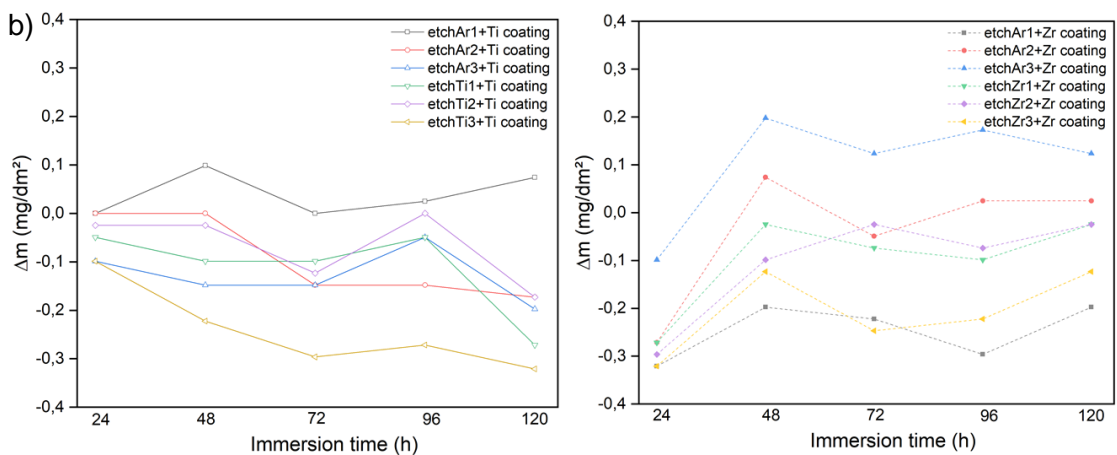 b)
0,4
0,3
0,2
0,1
0,0
-0,1
-0,2
-0,3
-0,4
Δm (mg/dm²)
etchAr1+Ti coating
etchAr2+Ti coating
etchAr3+Ti coating
etchTi1+Ti coating
etchTi2+Ti coating
etchTi3+Ti coating
24 48 72 96 120
Immersion time (h)
0,4
0,3
0,2
0,1
0,0
-0,1
-0,2
-0,3
-0,4
Δm (mg/dm²)
etchAr1+Zr coating
etchAr2+Zr coating
etchAr3+Zr coating
etchZr1+Zr coating
etchZr2+Zr coating
etchZr3+Zr coating
24 48 72 96 120
Immersion time (h)